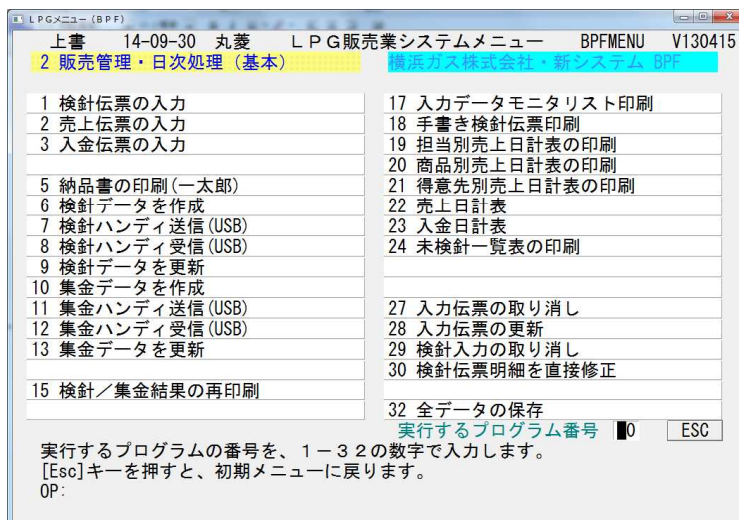 LPGメニュー(BPF)
上書 14-09-30 丸菱 LPG販売業システムメニュー BPFMENU V130415
2 販売管理・日次処理(基本) 横浜ガス株式会社・新システム BPF
1 検針伝票の入力
2 売上伝票の入力
3 入金伝票の入力
5 納品書の印刷(一太郎)
6 検針データを作成
7 検針ハンディ送信(USB)
8 検針ハンディ受信(USB)
9 検針データを更新
10 集金データを作成
11 集金ハンディ送信(USB)
12 集金ハンディ受信(USB)
13 集金データを更新
15 検針/集金結果の再印刷
17 入力データモニタリスト印刷
18 手書き検針伝票印刷
19 担当別売上日計表の印刷
20 商品別売上日計表の印刷
21 得意先別売上日計表の印刷
22 売上日計表
23 入金日計表
24 未検針一覧表の印刷
27 入力伝票の取り消し
28 入力伝票の更新
29 検針入力の取り消し
30 検針伝票明細を直接修正
32 全データの保存
実行するプログラム番号 0 ESC
実行するプログラムの番号を、1-32の数字で入力します。
[Esc]キーを押すと、初期メニューに戻ります。
OP: